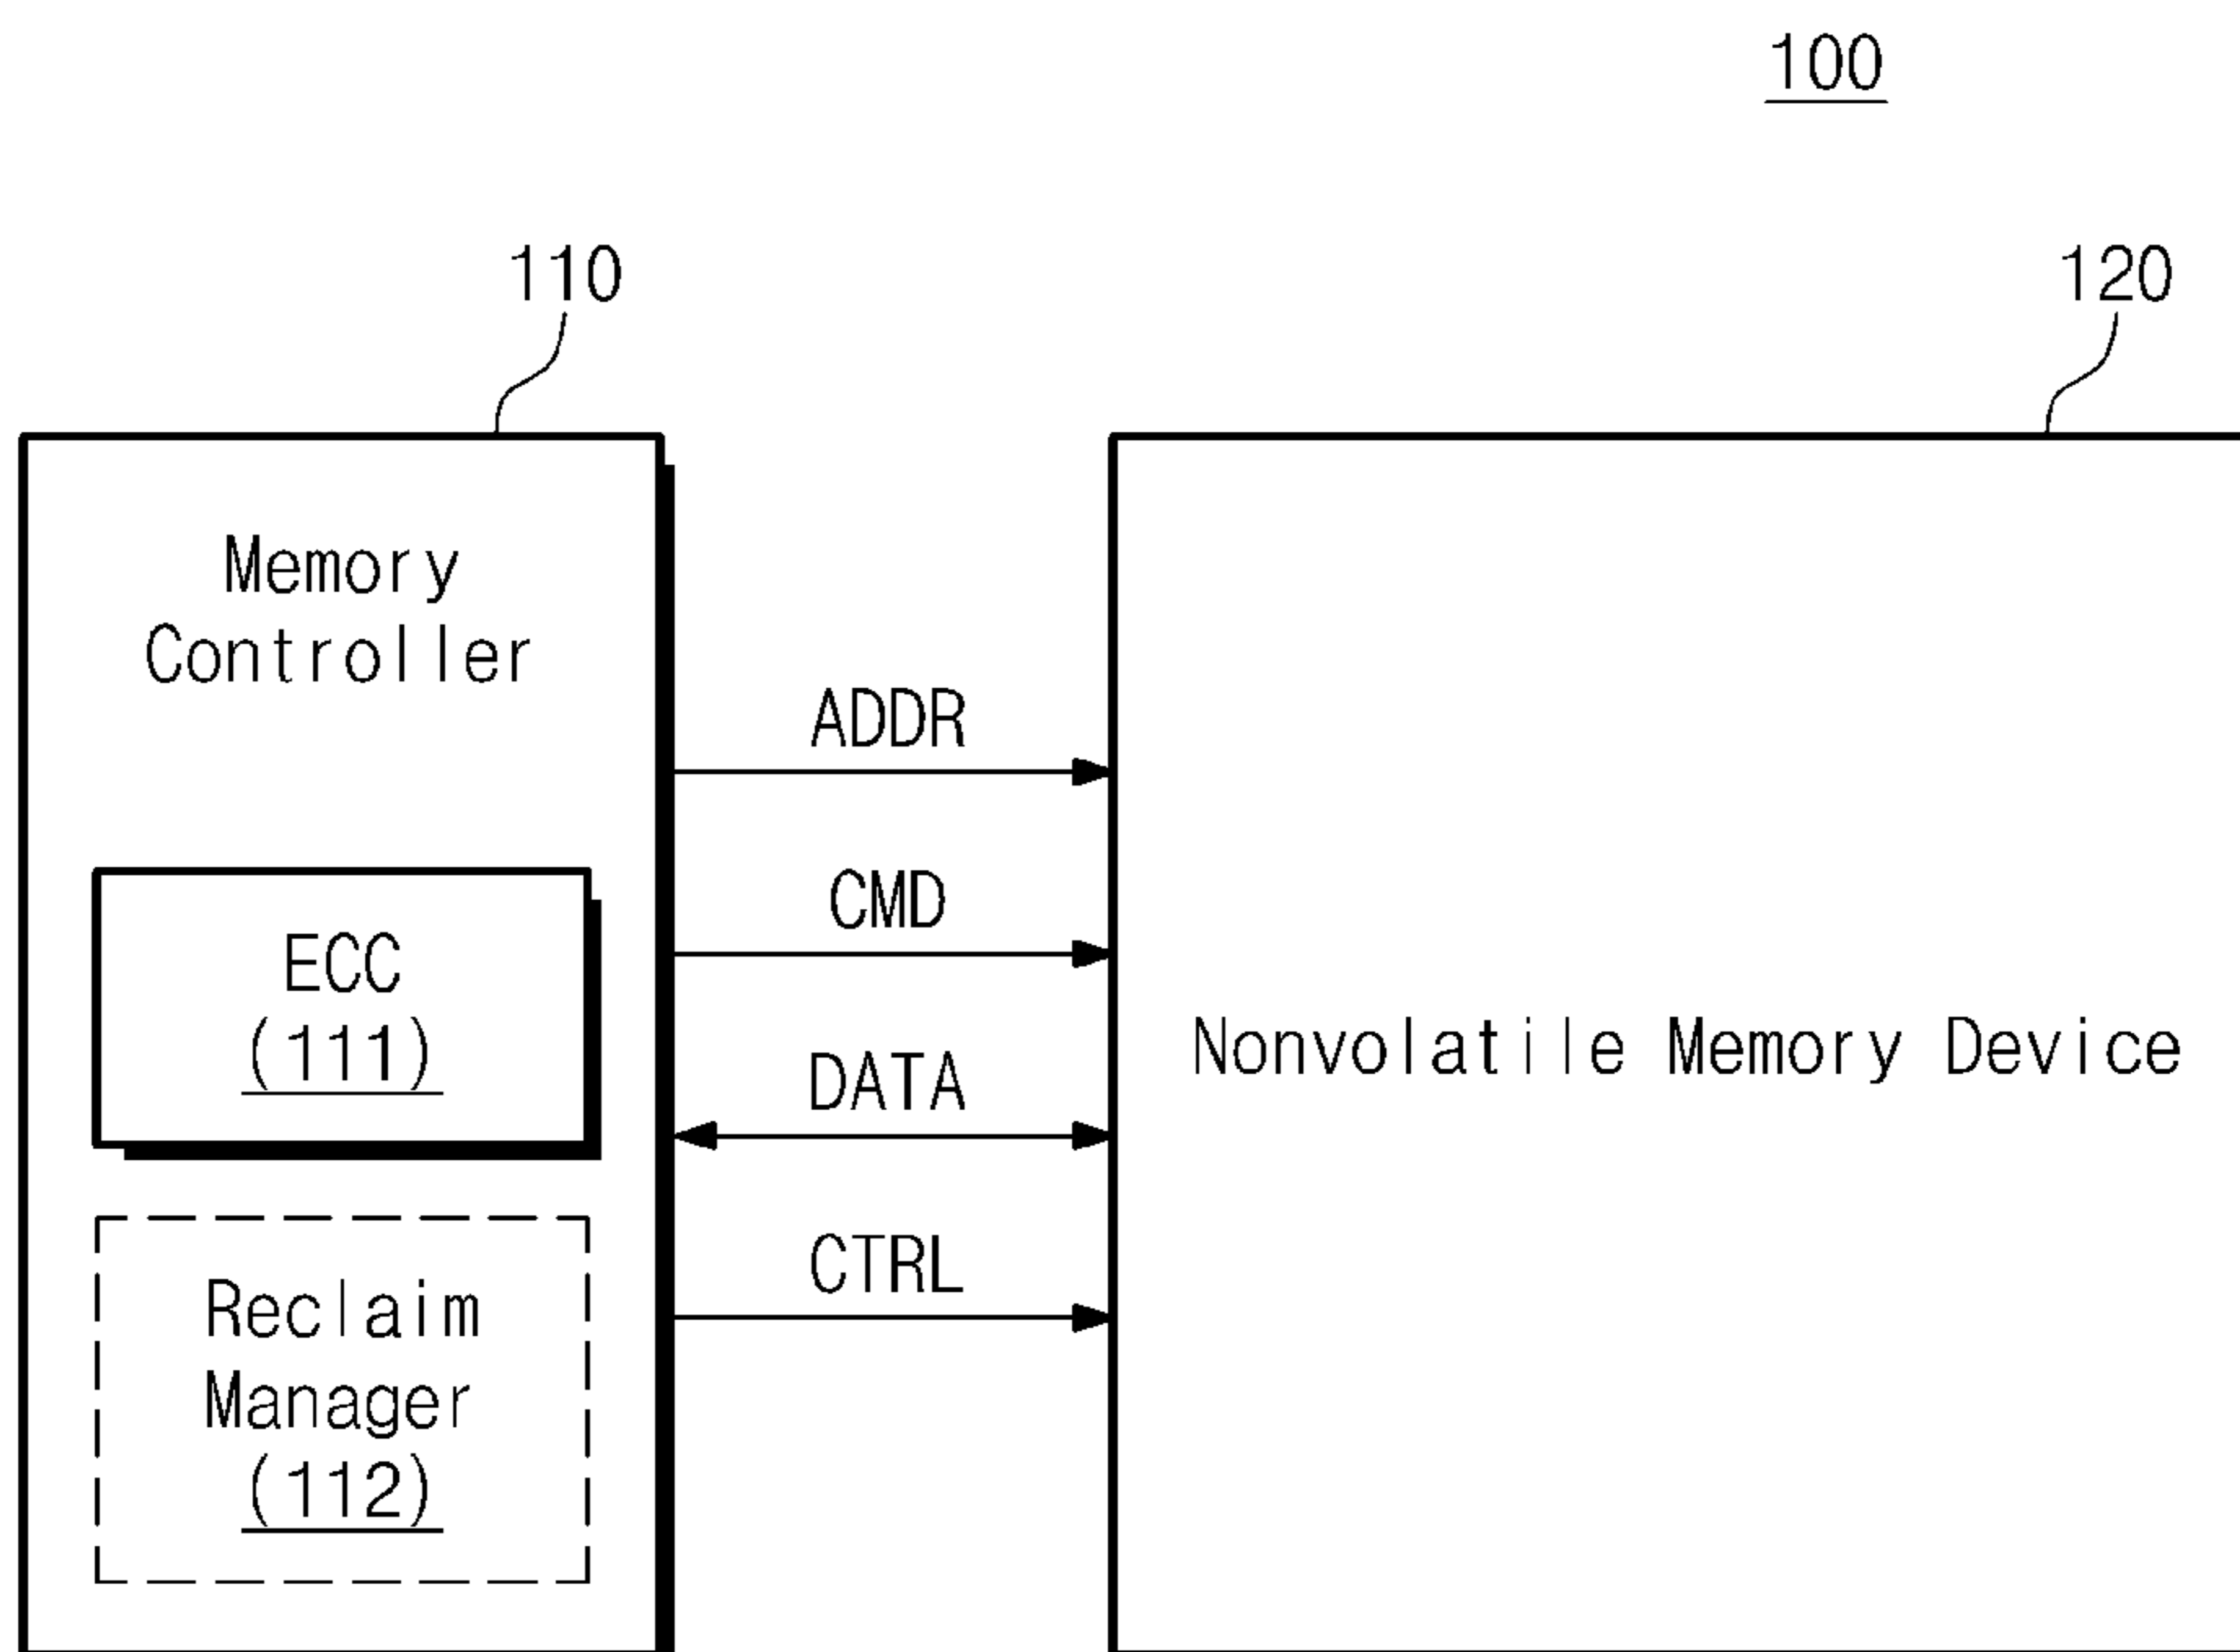 100
110
120
Memory
Controller
ADDR
CMD
ECC
(111)
DATA
Nonvolatile Memory Device
CTRL
Reclaim
Manager
(112)